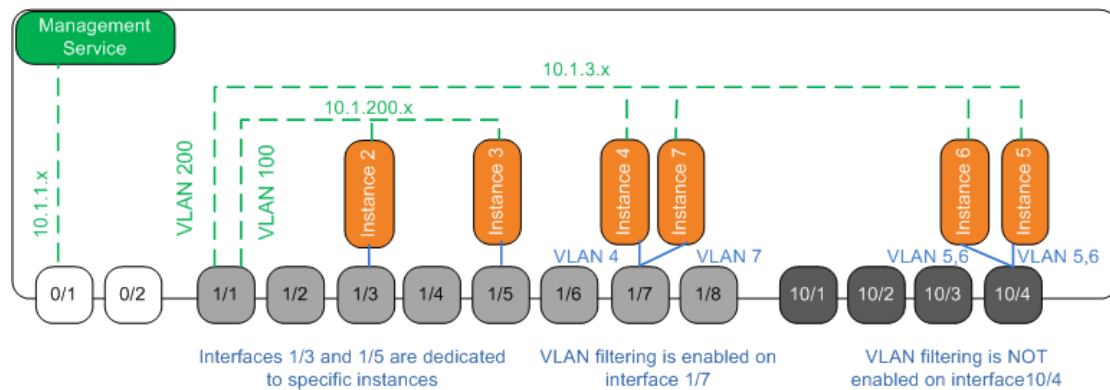 Management
Service
10.1.3.x
10.1.200.x
10.1.1.x
VLAN 200
VLAN 100
Instance 2
Instance 3
Instance 4
Instance 7
Instance 6
Instance 5
VLAN 4
VLAN 7
VLAN 5,6
VLAN 5,6
0/1
0/2
1/1
1/2
1/3
1/4
1/5
1/6
1/7
1/8
10/1
10/2
10/3
10/4
Interfaces 1/3 and 1/5 are dedicated
to specific instances
VLAN filtering is enabled on
interface 1/7
VLAN filtering is NOT
enabled on interface10/4